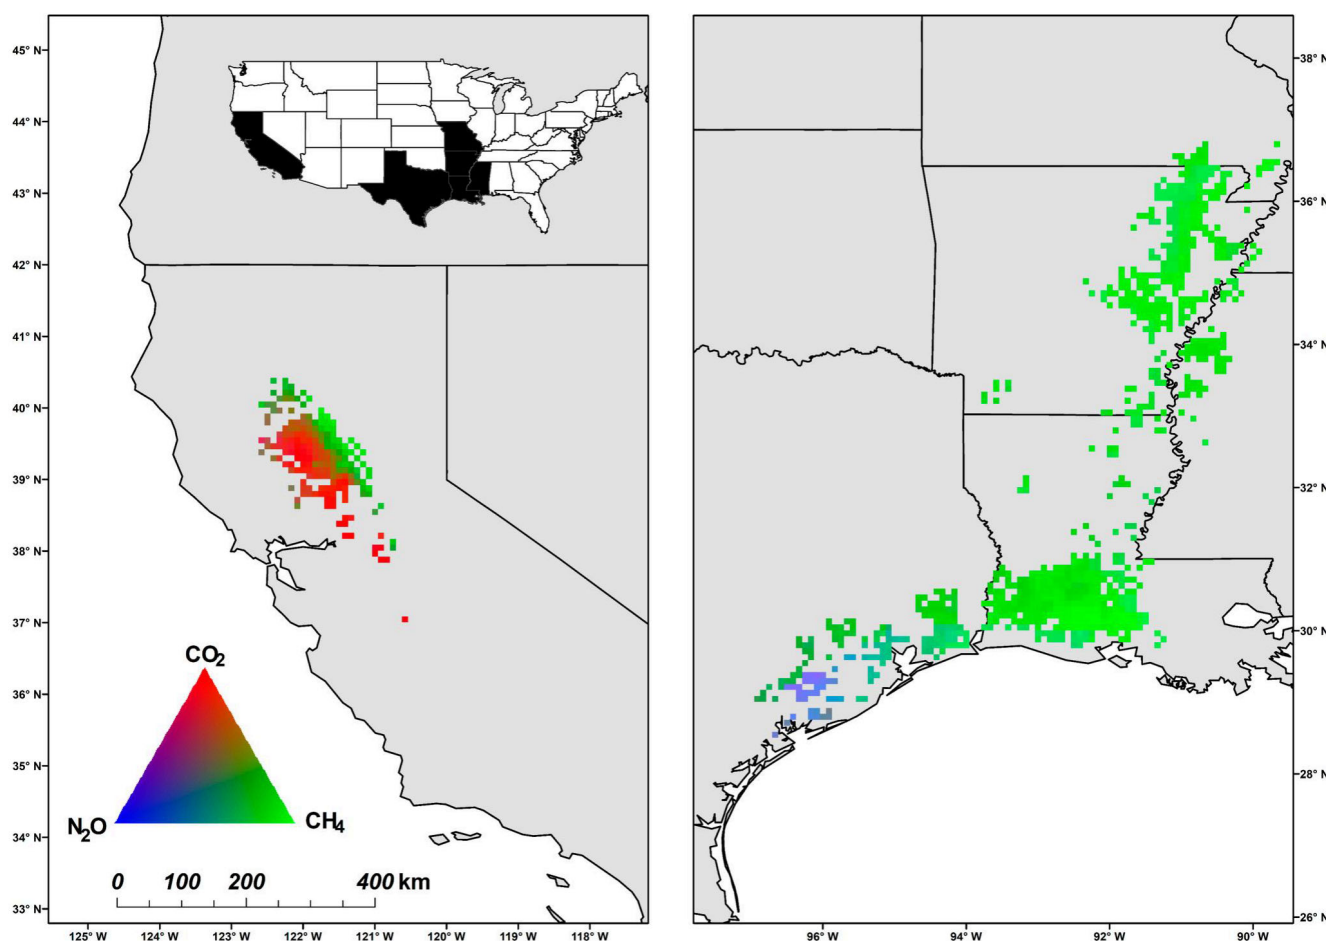 45° N
44° N
43° N
42° N
41° N
40° N
39° N
38° N
37° N
36° N
35° N
34° N
33° N
CO2
N2O
CH4
0 100 200 400 km
125° W 124° W 123° W 122° W 121° W 120° W 119° W 118° W
38° N
36° N
34° N
32° N
30° N
28° N
26° N
96° W 94° W 92° W 90° W